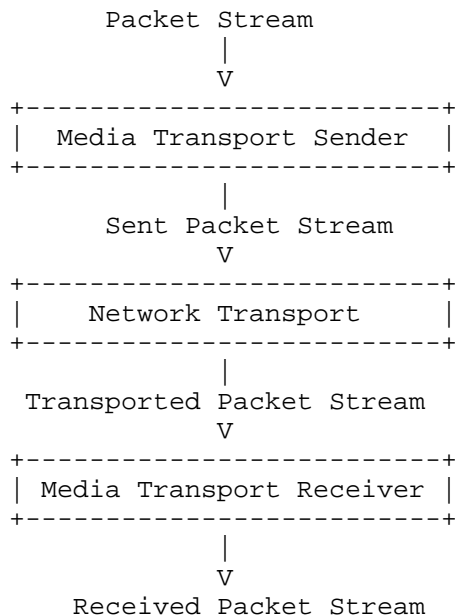 Packet Stream
|
V
+--------------------------+
|  Media Transport Sender  |
+--------------------------+
|
Sent Packet Stream
V
+--------------------------+
|    Network Transport     |
+--------------------------+
|
Transported Packet Stream
V
+--------------------------+
| Media Transport Receiver |
+--------------------------+
|
V
Received Packet Stream